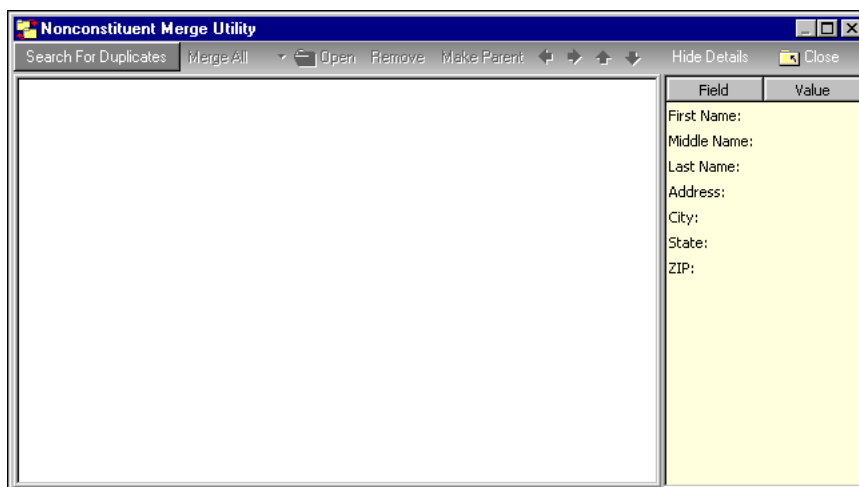 Nonconstituent Merge Utility
Search For Duplicates Merge All Open Remove Make Parent Hide Details Close
Field Value
First Name:
Middle Name:
Last Name:
Address:
City:
State:
ZIP: